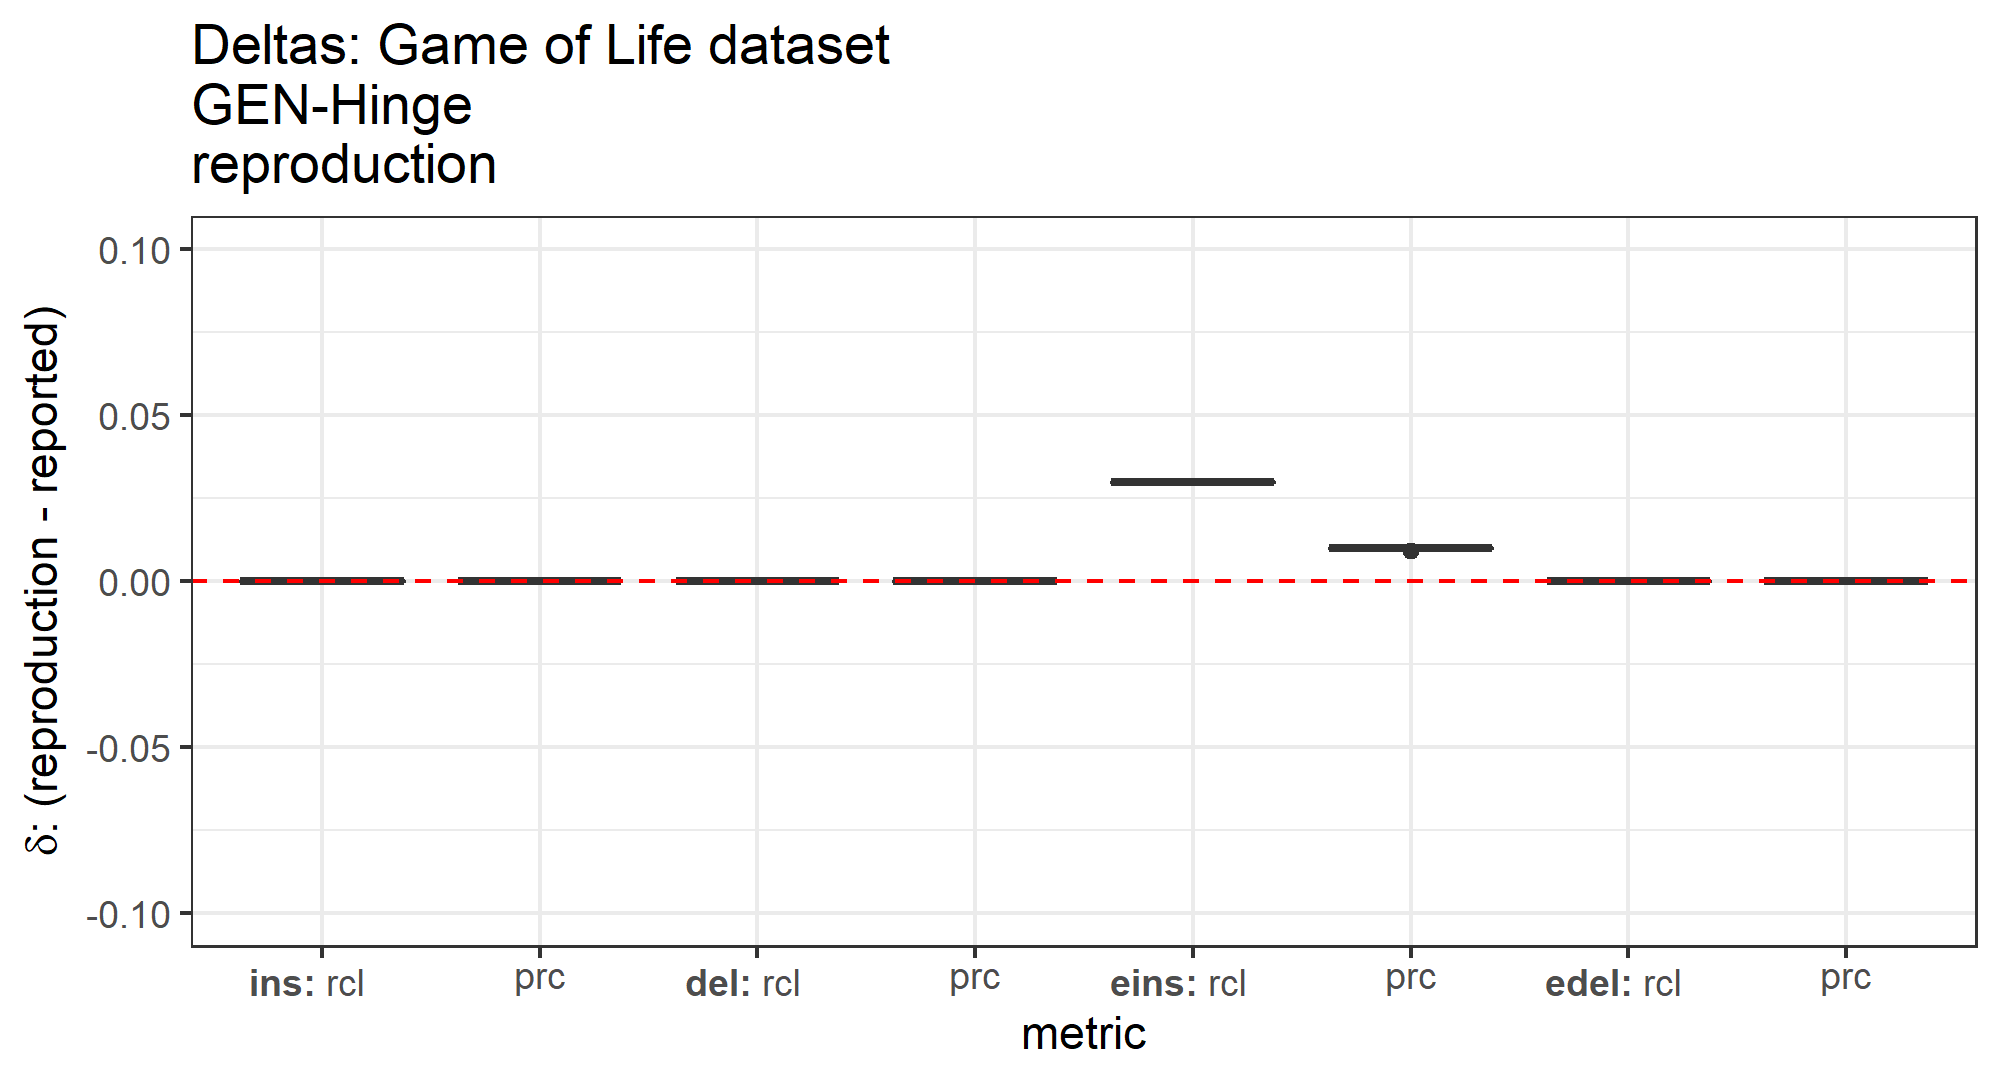 Deltas: Game of Life dataset
GEN-Hinge
reproduction
δ: (reproduction - reported)
0.10
0.05
0.00
-0.05
-0.10
ins: rcl prc del: rcl prc eins: rcl prc edel: rcl prc
metric